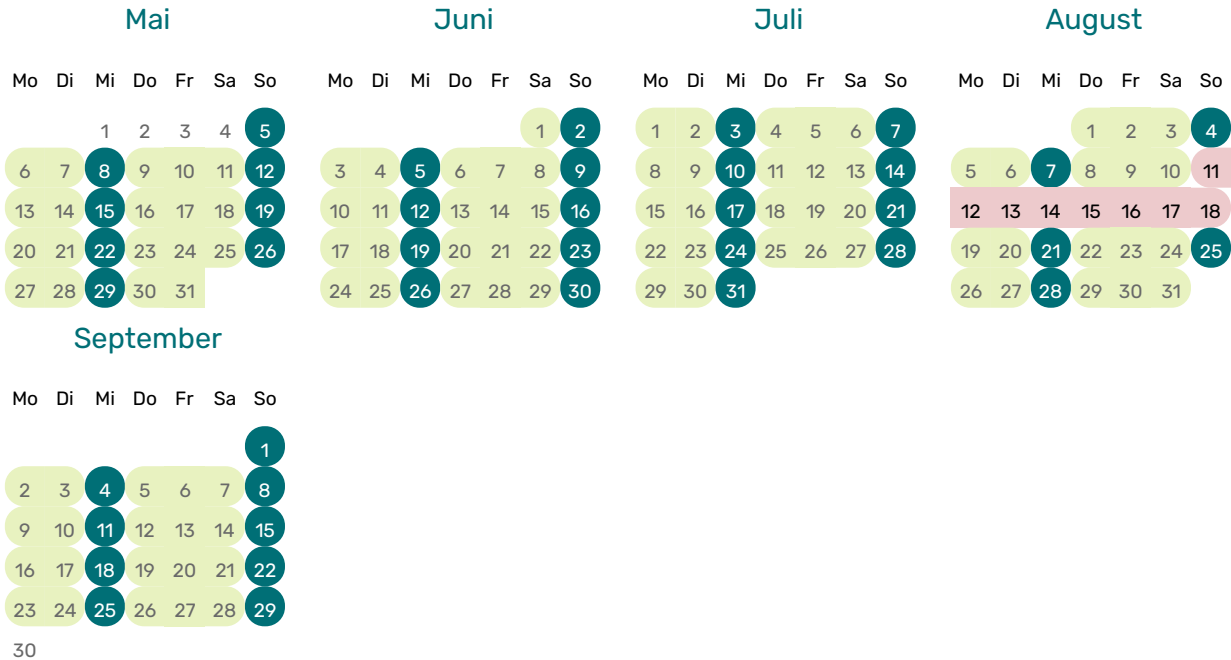 Mai
Mo Di Mi Do Fr Sa So
1 2 3 4 5
6 7 8 9 10 11 12
13 14 15 16 17 18 19
20 21 22 23 24 25 26
27 28 29 30 31
Juni
Mo Di Mi Do Fr Sa So
1 2
3 4 5 6 7 8 9
10 11 12 13 14 15 16
17 18 19 20 21 22 23
24 25 26 27 28 29 30
Juli
Mo Di Mi Do Fr Sa So
1 2 3 4 5 6 7
8 9 10 11 12 13 14
15 16 17 18 19 20 21
22 23 24 25 26 27 28
29 30 31
August
Mo Di Mi Do Fr Sa So
1 2 3 4
5 6 7 8 9 10 11
12 13 14 15 16 17 18
19 20 21 22 23 24 25
26 27 28 29 30 31
September
Mo Di Mi Do Fr Sa So
1
2 3 4 5 6 7 8
9 10 11 12 13 14 15
16 17 18 19 20 21 22
23 24 25 26 27 28 29
30